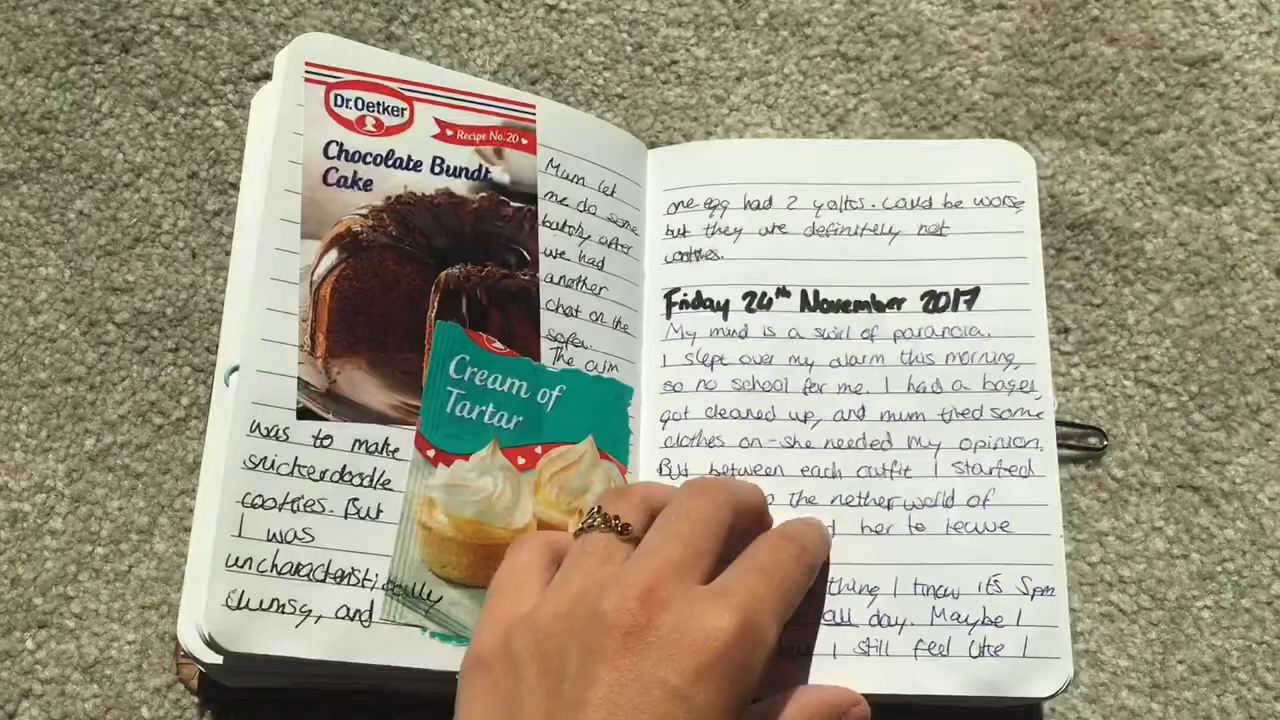 Dr.Oetker
Recipe No.20
Chocolate Bundt
Cake
Mum let
me do some
after
we had
another
chat on the
sofa.
The aim
Cream of
Tartar
was to make
snickerdoodle
cookies. But
I was
uncharacteristically
clumsy, and
one egg had 2 yolks. Could be worse,
but they are definitely not
cookies.
Friday 24th November 2017
My mind is a swirl of paranoia.
I slept over my alarm this morning,
so no school for me. I had a bagel,
got cleaned up, and mum tried some
clothes on - she needed my opinion.
But between each outfit I started
the netherworld of
her to leave
thing I know it's 5pm
all day. Maybe I
I still feel like I